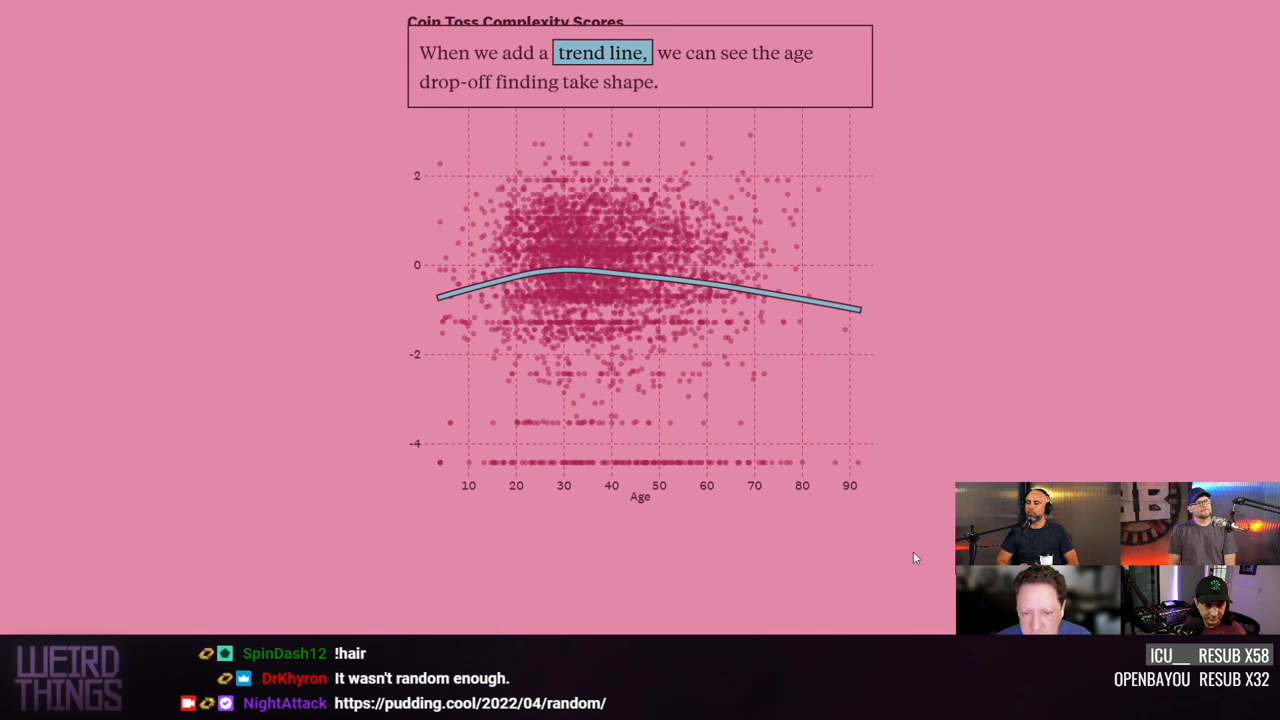 Coin Toss Complexity Scores
When we add a trend line, we can see the age
drop-off finding take shape.
2
0
-2
-4
10 20 30 40 50 60 70 80 90
Age
HB
WEIRD
THINGS
SpinDash12 !hair
DrKhyron It wasn't random enough.
NightAttack https://pudding.cool/2022/04/random/
ICU__ RESUB X58
OPENBAYOU RESUB X32